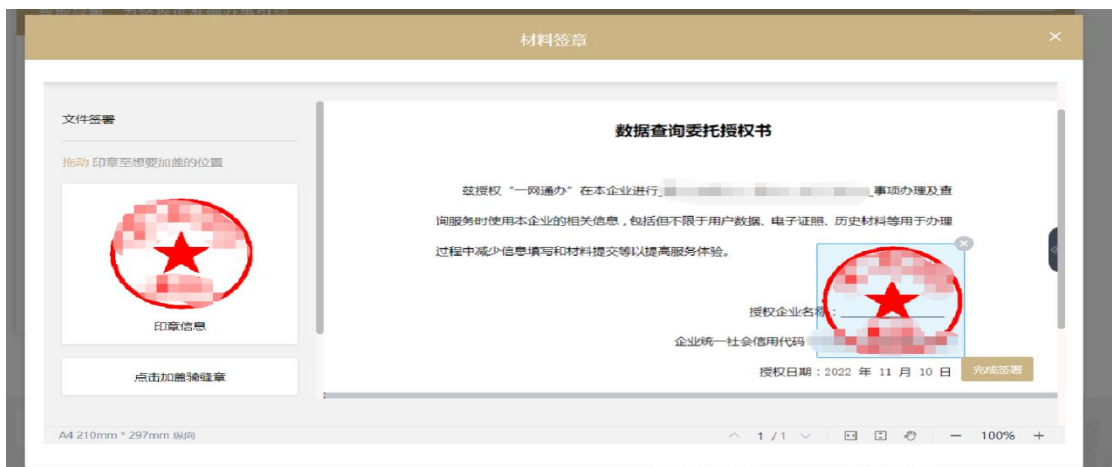 材料签章
文件签署
拖动 印章至想要加盖的位置
印章信息
点击加盖骑缝章
数据查询委托授权书
兹授权“一网通办”在本企业进行 事项办理及查
询服务时使用本企业的相关信息,包括但不限于用户数据、电子证照、历史材料等用于办理
过程中减少信息填写和材料提交等以提高服务体验。
授权企业名称:
企业统一社会信用代码
授权日期:2022 年 11 月 10 日
完成签署
A4 210mm * 297mm 纵向
1 / 1
100%